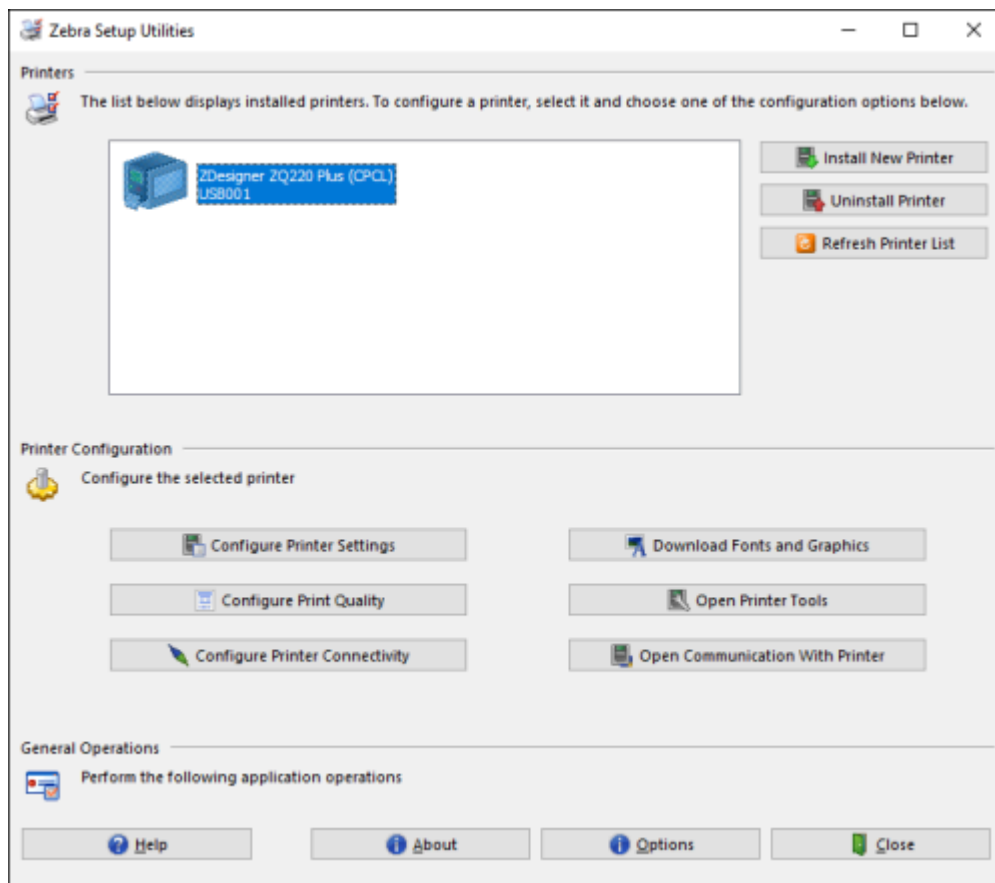 Zebra Setup Utilities
Printers
The list below displays installed printers. To configure a printer, select it and choose one of the configuration options below.
ZDesigner ZQ220 Plus (CPCL)
USB001
Install New Printer
Uninstall Printer
Refresh Printer List
Printer Configuration
Configure the selected printer
Configure Printer Settings
Download Fonts and Graphics
Configure Print Quality
Open Printer Tools
Configure Printer Connectivity
Open Communication With Printer
General Operations
Perform the following application operations
Help
About
Options
Close